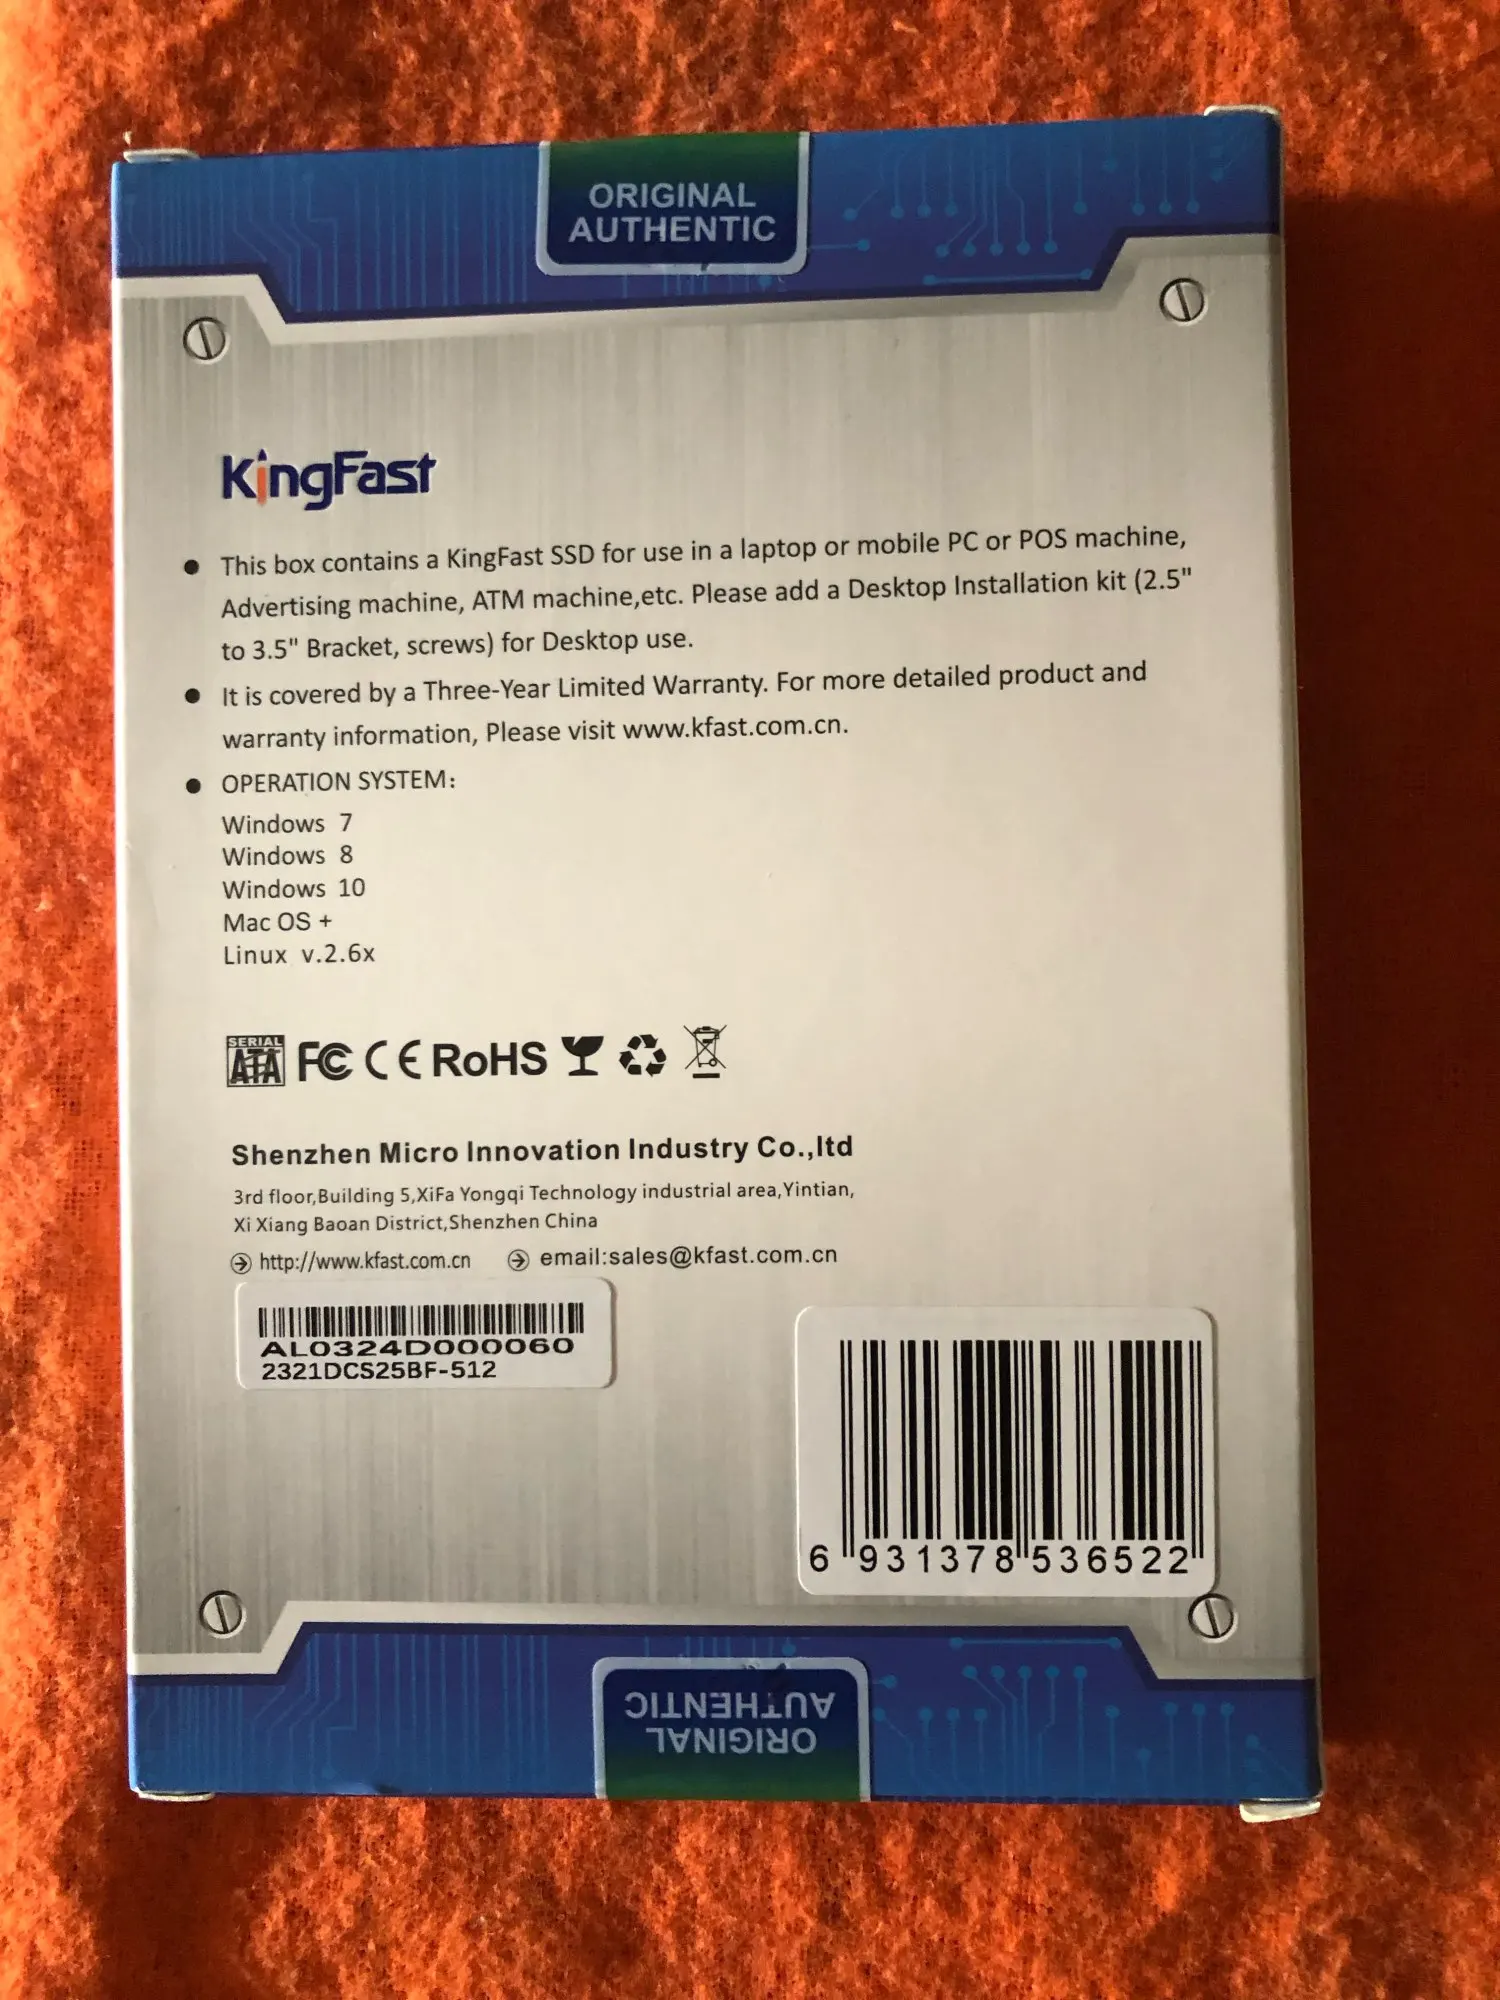 ORIGINAL
AUTHENTIC
KingFast
● This box contains a KingFast SSD for use in a laptop or mobile PC or POS machine,
Advertising machine, ATM machine,etc. Please add a Desktop Installation kit (2.5"
to 3.5" Bracket, screws) for Desktop use.
● It is covered by a Three-Year Limited Warranty. For more detailed product and
warranty information, Please visit www.kfast.com.cn.
● OPERATION SYSTEM:
Windows 7
Windows 8
Windows 10
Mac OS +
Linux v.2.6x
SERIAL
ATA FC CE RoHS
Shenzhen Micro Innovation Industry Co.,ltd
3rd floor,Building 5,XiFa Yongqi Technology industrial area,Yintian,
Xi Xiang Baoan District,Shenzhen China
http://www.kfast.com.cn email:sales@kfast.com.cn
AL0324D000060
2321DCS25BF-512
6 931378 536522
ORIGINAL
AUTHENTIC